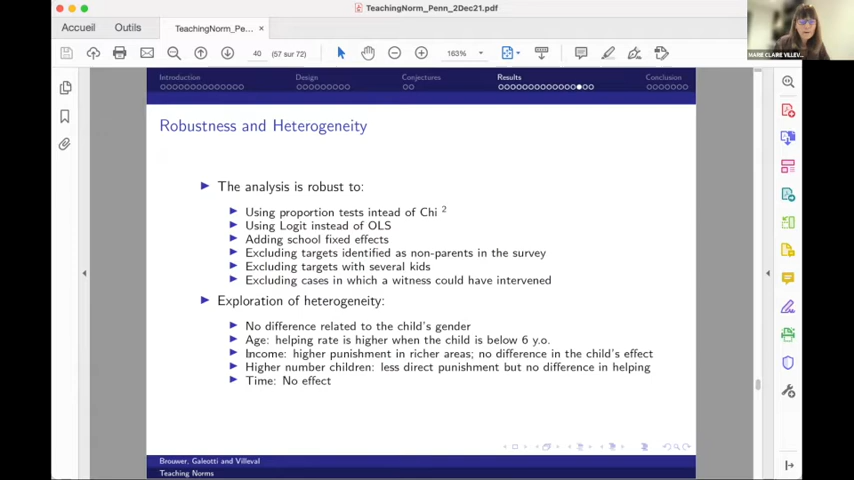 TeachingNorm_Penn_2Dec21.pdf
Accueil
Outils
TeachingNorm_Pe... ×
40
(57 sur 72)
163%
MARIE CLAIRE VILLEV...
Introduction
Design
Conjectures
Results
Conclusion
Robustness and Heterogeneity
The analysis is robust to:
Using proportion tests intead of Chi 2
Using Logit instead of OLS
Adding school fixed effects
Excluding targets identified as non-parents in the survey
Excluding targets with several kids
Excluding cases in which a witness could have intervened
Exploration of heterogeneity:
No difference related to the child's gender
Age: helping rate is higher when the child is below 6 y.o.
Income: higher punishment in richer areas; no difference in the child's effect
Higher number children: less direct punishment but no difference in helping
Time: No effect
Brouwer, Galeotti and Villeval
Teaching Norms